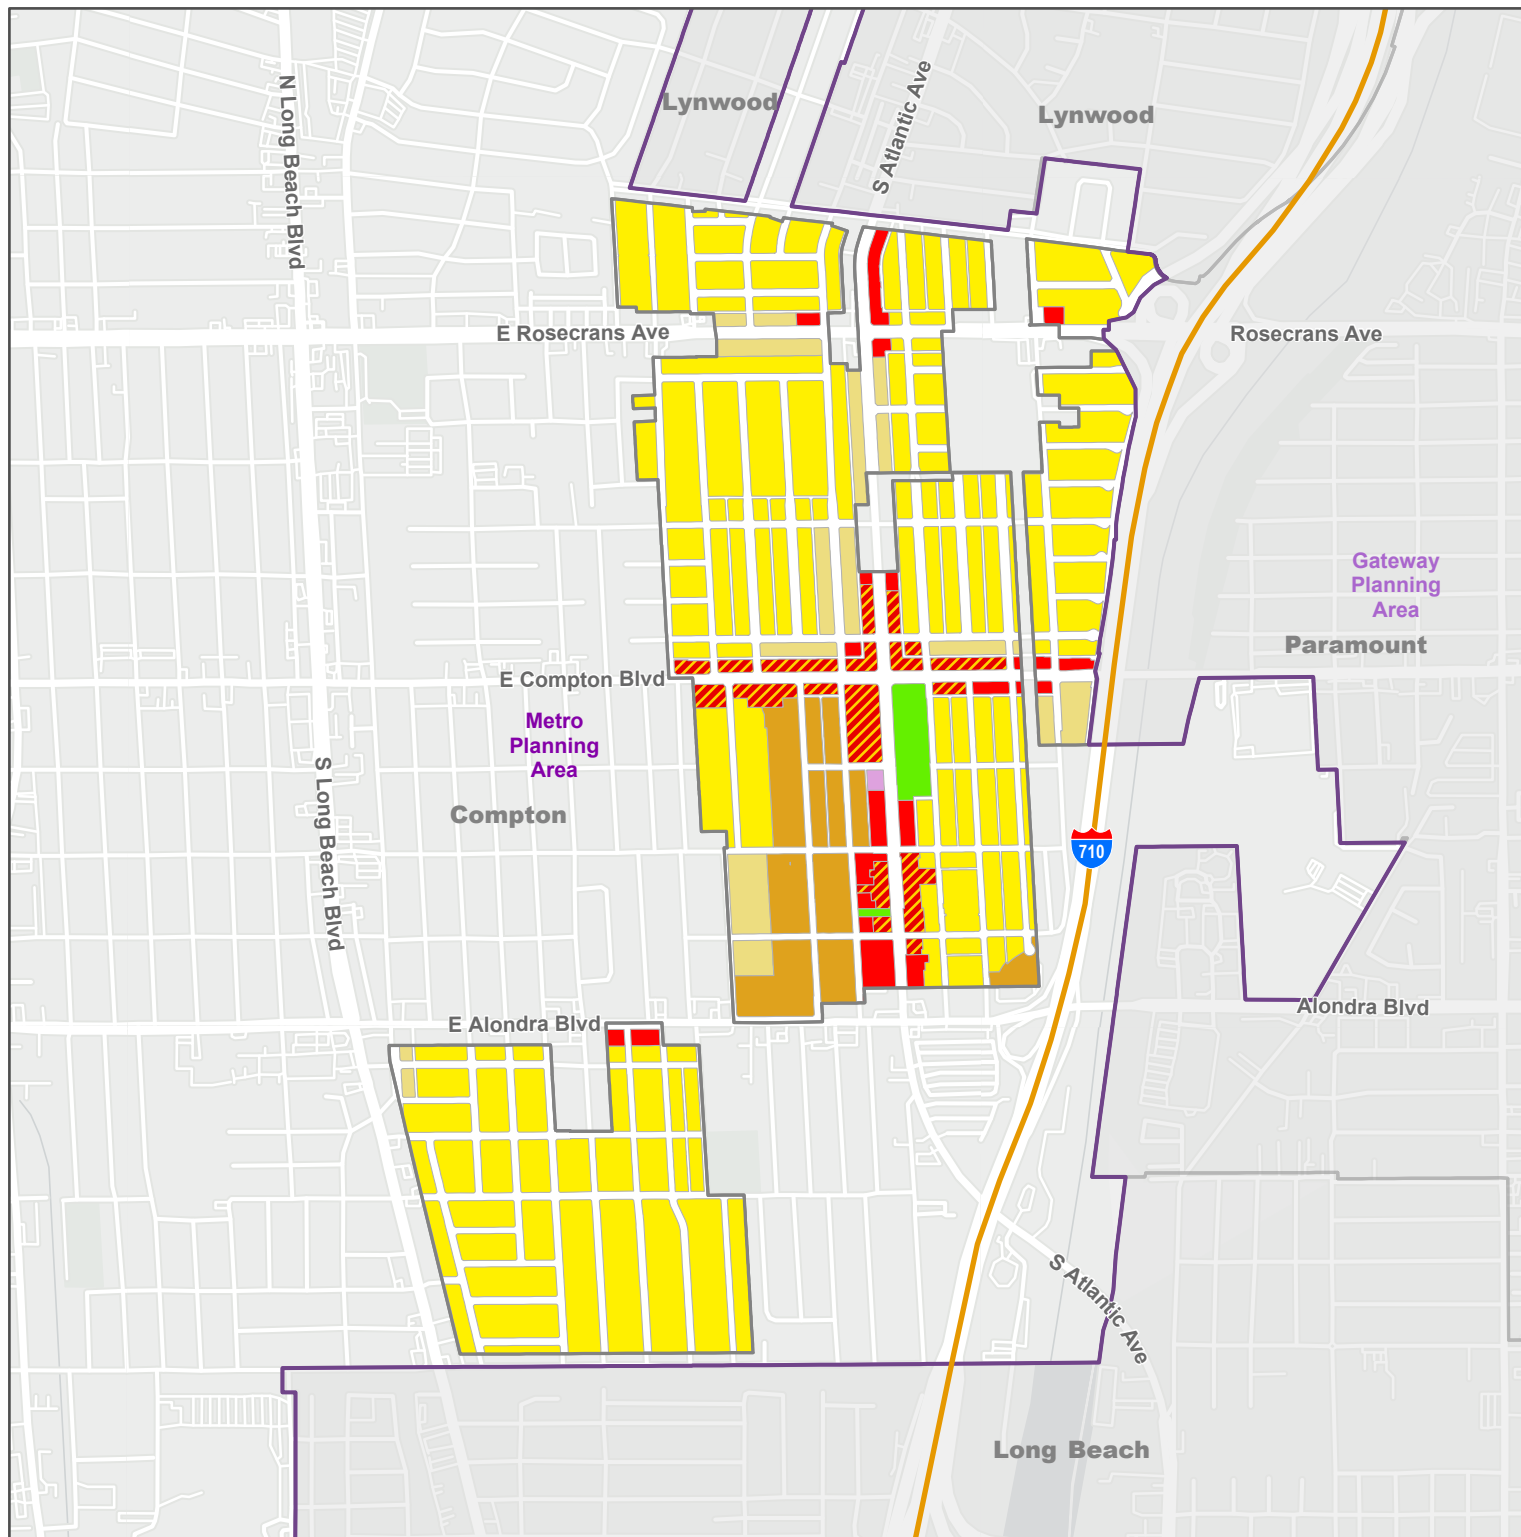 Lynwood
Lynwood
S Atlantic Ave
N Long Beach Blvd
E Rosecrans Ave
Rosecrans Ave
Gateway
Planning
Area
Paramount
E Compton Blvd
Metro
Planning
Area
Compton
S Long Beach Blvd
710
Alondra Blvd
E Alondra Blvd
S Atlantic Ave
Long Beach